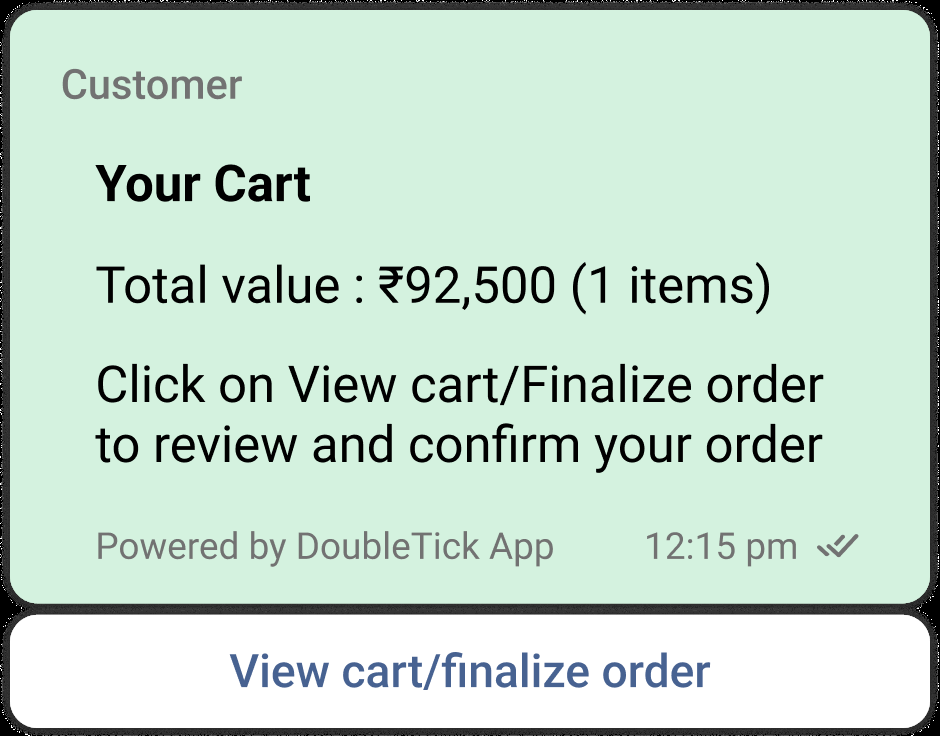 Customer
Your Cart
Total value : ₹92,500 (1 items)
Click on View cart/Finalize order
to review and confirm your order
Powered by DoubleTick App 12:15 pm
View cart/finalize order